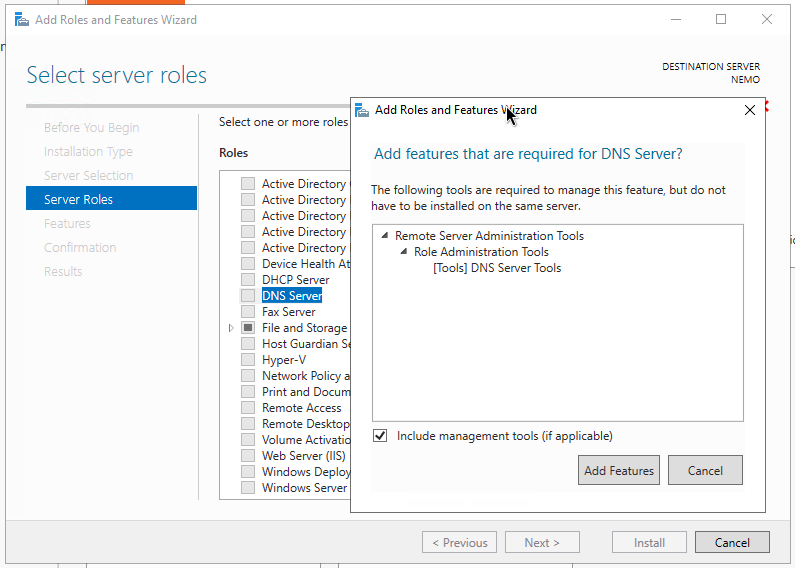 Add Roles and Features Wizard
Select server roles
DESTINATION SERVER
NEMO
Before You Begin
Installation Type
Server Selection
Server Roles
Features
Confirmation
Results
Select one or more roles
Roles
Active Directory
Active Directory
Active Directory
Active Directory
Active Directory
Device Health At
DHCP Server
DNS Server
Fax Server
File and Storage
Host Guardian Se
Hyper-V
Network Policy a
Print and Docum
Remote Access
Remote Desktop
Volume Activatio
Web Server (IIS)
Windows Deploy
Windows Server
Add Roles and Features Wizard
Add features that are required for DNS Server?
The following tools are required to manage this feature, but do not
have to be installed on the same server.
Remote Server Administration Tools
Role Administration Tools
[Tools] DNS Server Tools
Include management tools (if applicable)
Add Features
Cancel
< Previous
Next >
Install
Cancel